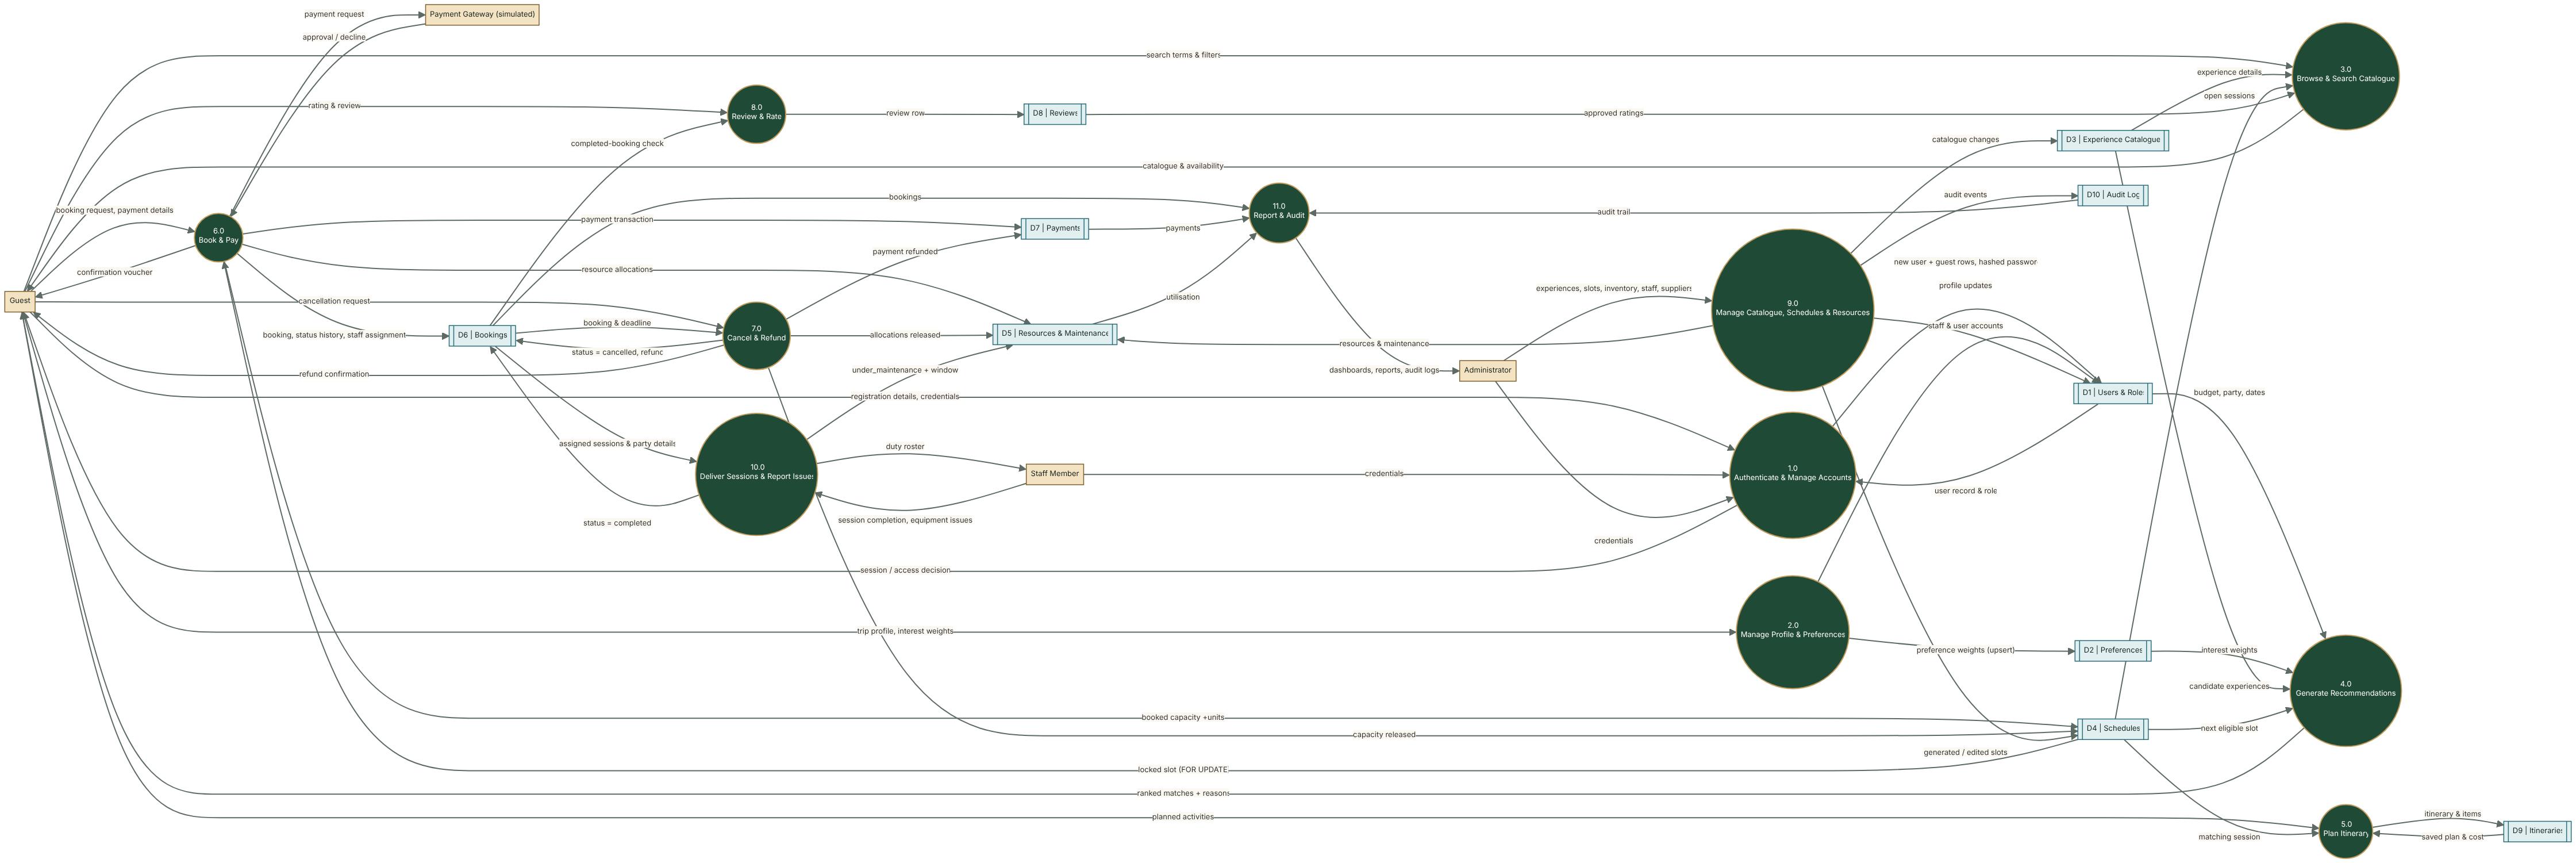 payment request
Payment Gateway (simulated)
approval / decline
search terms & filters
3.0
Browse & Search Catalogue
experience details
open sessions
rating & review
8.0
Review & Rate
review row
D8 | Reviews
approved ratings
completed-booking check
catalogue changes
D3 | Experience Catalogue
catalogue & availability
bookings
audit events
D10 | Audit Log
booking request, payment details
6.0
Book & Pay
payment transaction
D7 | Payments
payments
11.0
Report & Audit
audit trail
payment refunded
new user + guest rows, hashed passwor
confirmation voucher
resource allocations
profile updates
Guest
cancellation request
utilisation
experiences, slots, inventory, staff, suppliers
9.0
Manage Catalogue, Schedules & Resources
booking, status history, staff assignment
D6 | Bookings
booking & deadline
status = cancelled, refund
7.0
Cancel & Refund
allocations released
D5 | Resources & Maintenance
resources & maintenance
staff & user accounts
refund confirmation
under_maintenance + window
dashboards, reports, audit logs
Administrator
registration details, credentials
D1 | Users & Roles
budget, party, dates
assigned sessions & party details
10.0
Deliver Sessions & Report Issues
duty roster
Staff Member
credentials
1.0
Authenticate & Manage Accounts
user record & role
status = completed
session completion, equipment issues
credentials
session / access decision
trip profile, interest weights
2.0
Manage Profile & Preferences
preference weights (upsert)
D2 | Preferences
interest weights
candidate experiences
4.0
Generate Recommendations
booked capacity +units
capacity released
D4 | Schedules
next eligible slot
generated / edited slots
locked slot (FOR UPDATE)
ranked matches + reasons
planned activities
matching session
5.0
Plan Itinerary
itinerary & items
saved plan & cost
D9 | Itineraries